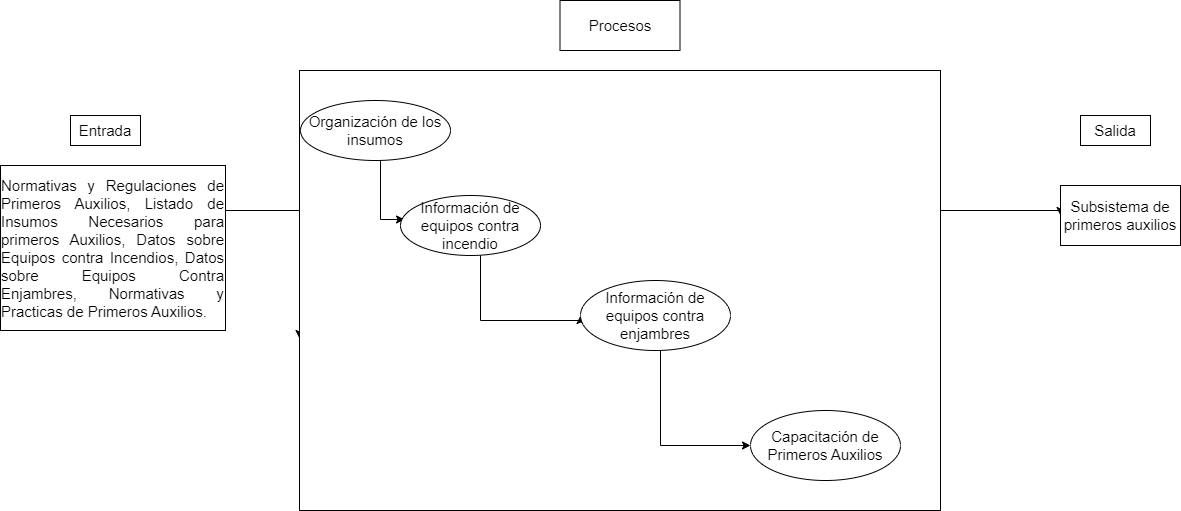 Procesos
Entrada
Normativas y Regulaciones de
Primeros Auxilios, Listado de
Insumos Necesarios para
primeros Auxilios, Datos sobre
Equipos contra Incendios, Datos
sobre Equipos Contra
Enjambres, Normativas y
Practicas de Primeros Auxilios.
Organización de los
insumos
Información de
equipos contra
incendio
Información de
equipos contra
enjambres
Capacitación de
Primeros Auxilios
Salida
Subsistema de
primeros auxilios